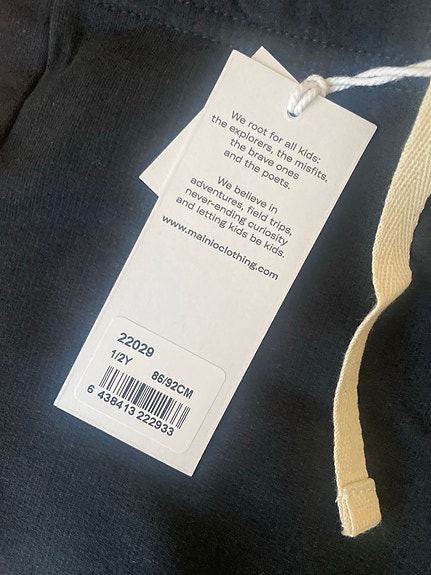 We root for all kids:
the explorers, the misfits,
the brave ones
and the poets.
We believe in
adventures, field trips,
never-ending curiosity
and letting kids be kids.
www.mainioclothing.com
22029
1/2Y 86/92CM
6 438413 222933